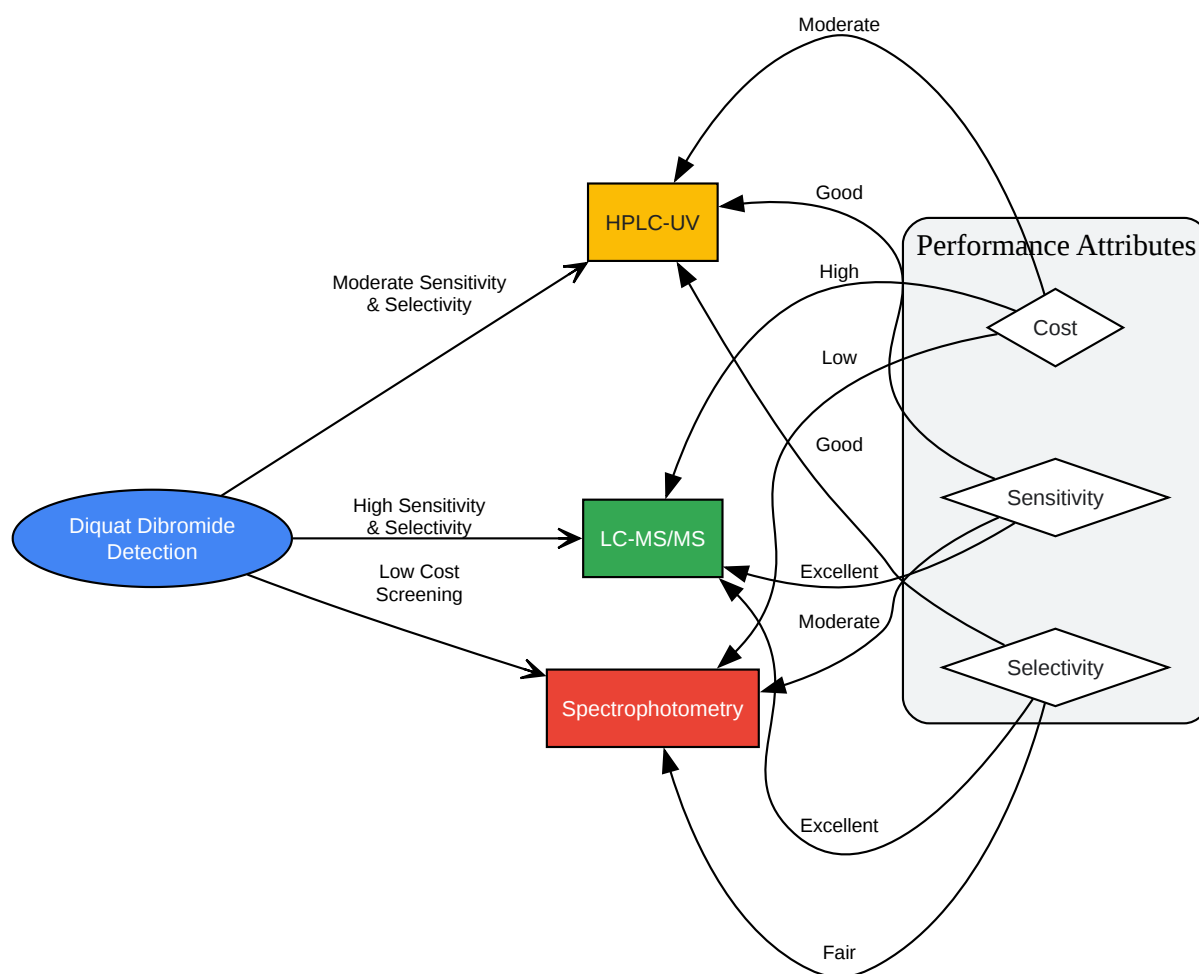 Moderate
Good
HPLC-UV
Performance Attributes
Moderate Sensitivity
& Selectivity
High
Cost
Low
Good
High Sensitivity
& Selectivity
Sensitivity
Diquat Dibromide
Detection
LC-MS/MS
Low Cost
Screening
Excellent
Moderate
Selectivity
Spectrophotometry
Excellent
Fair